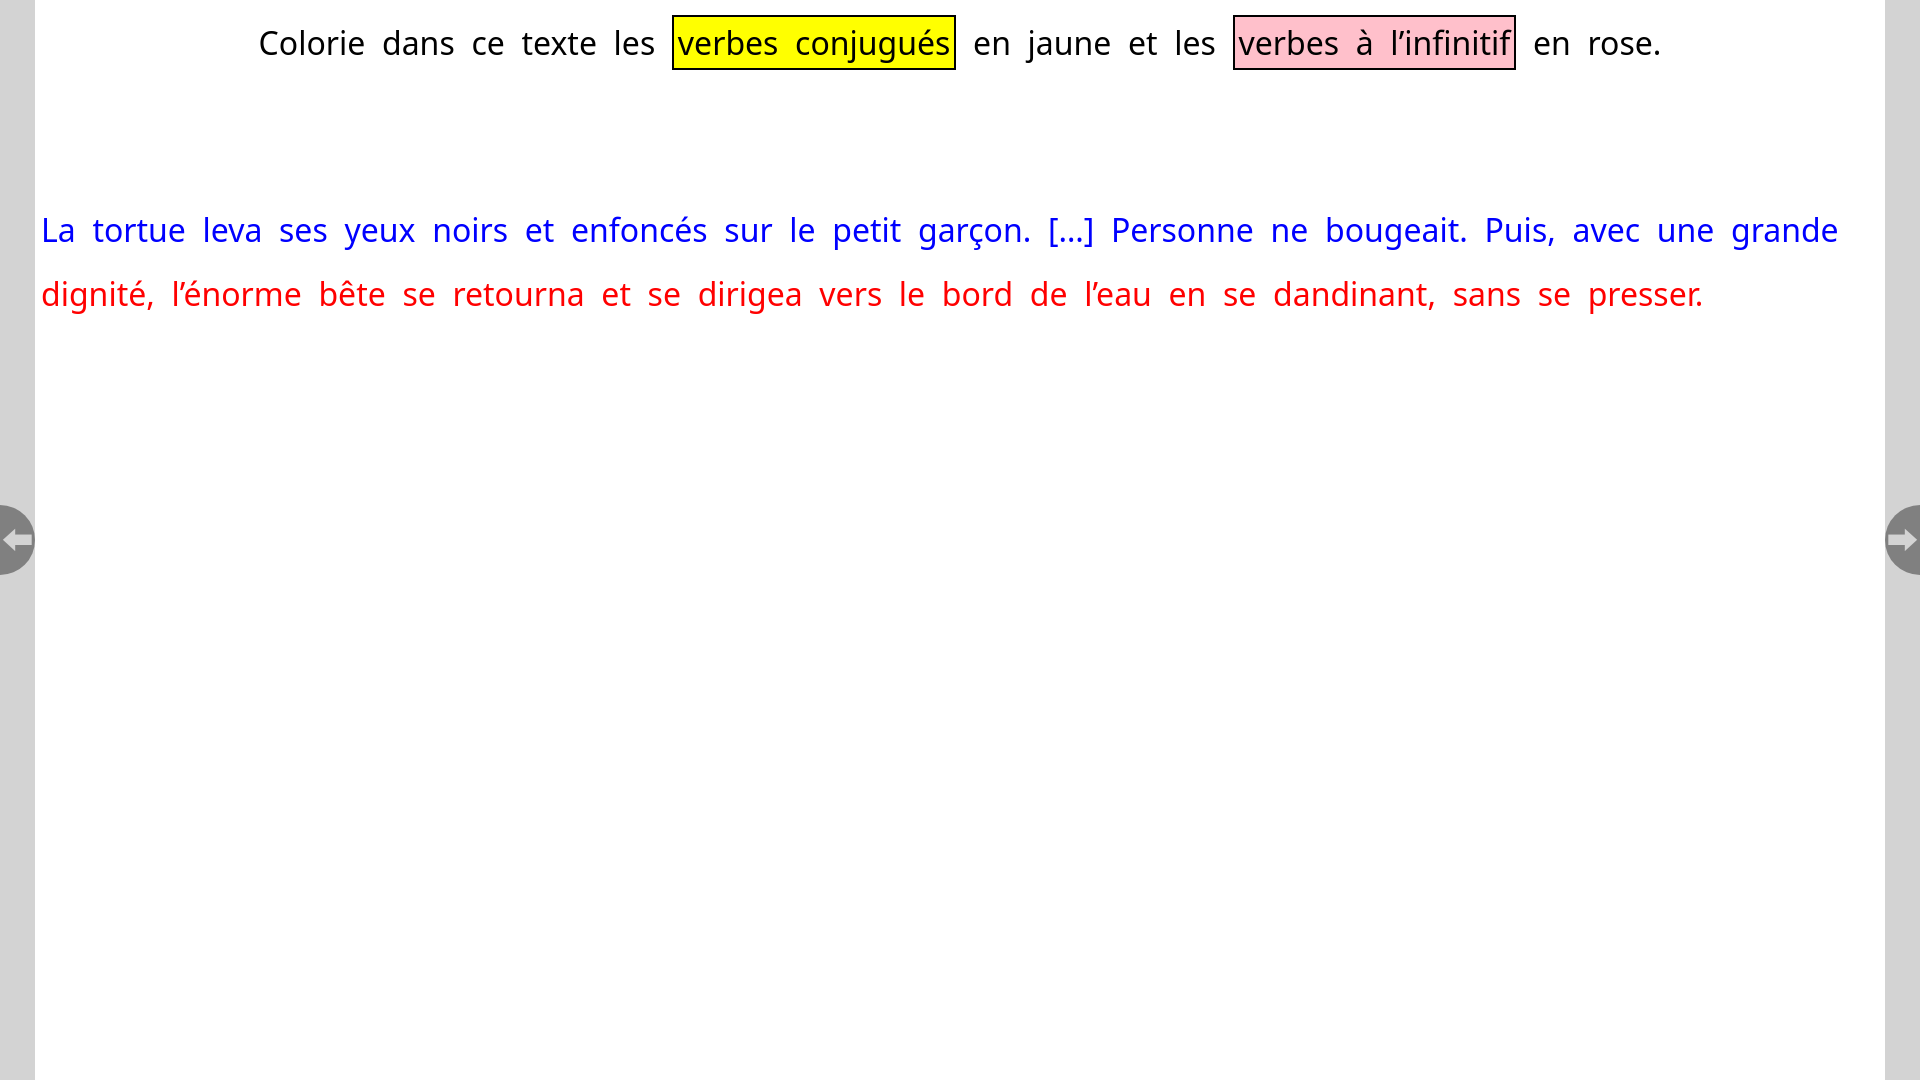 Colorie dans ce texte les verbes conjugués en jaune et les verbes à l’infinitif en rose.
La tortue leva ses yeux noirs et enfoncés sur le petit garçon. [...] Personne ne bougeait. Puis, avec une grande
dignité, l’énorme bête se retourna et se dirigea vers le bord de l’eau en se dandinant, sans se presser.